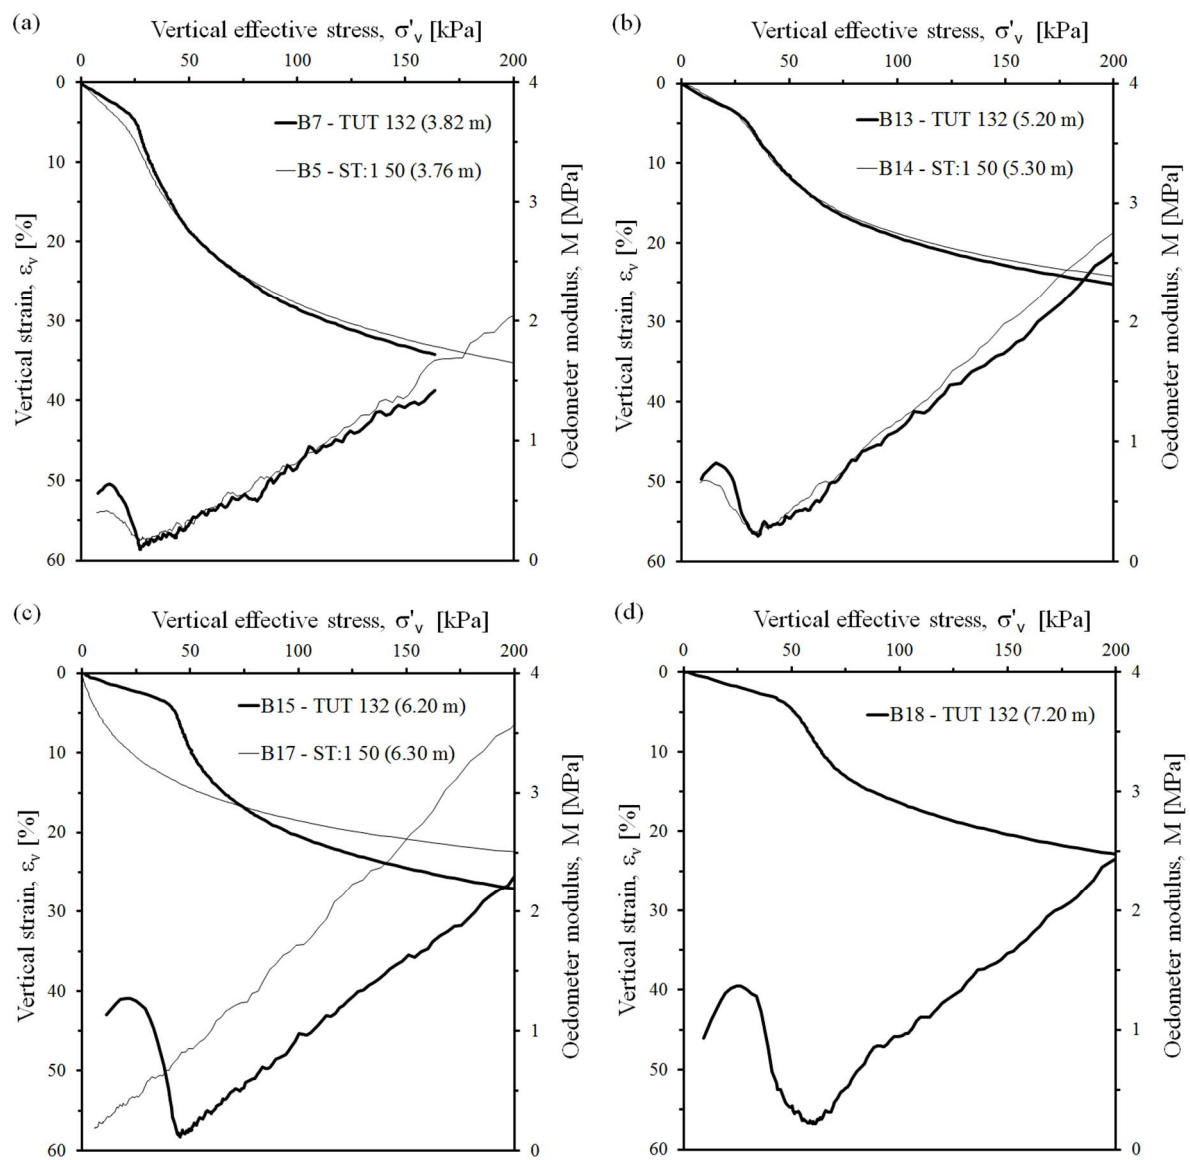 (a)
Vertical effective stress, σ'v [kPa]
0 50 100 150 200
0 10 20 30 40 50 60
Vertical strain, εv [%]
B7 - TUT 132 (3.82 m)
B5 - ST:1 50 (3.76 m)
4 3 2 1 0
Oedometer modulus, M [MPa]
(b)
Vertical effective stress, σ'v [kPa]
0 50 100 150 200
0 10 20 30 40 50 60
Vertical strain, εv [%]
B13 - TUT 132 (5.20 m)
B14 - ST:1 50 (5.30 m)
4 3 2 1 0
Oedometer modulus, M [MPa]
(c)
Vertical effective stress, σ'v [kPa]
0 50 100 150 200
0 10 20 30 40 50 60
Vertical strain, εv [%]
B15 - TUT 132 (6.20 m)
B17 - ST:1 50 (6.30 m)
4 3 2 1 0
Oedometer modulus, M [MPa]
(d)
Vertical effective stress, σ'v [kPa]
0 50 100 150 200
0 10 20 30 40 50 60
Vertical strain, εv [%]
B18 - TUT 132 (7.20 m)
4 3 2 1 0
Oedometer modulus, M [MPa]